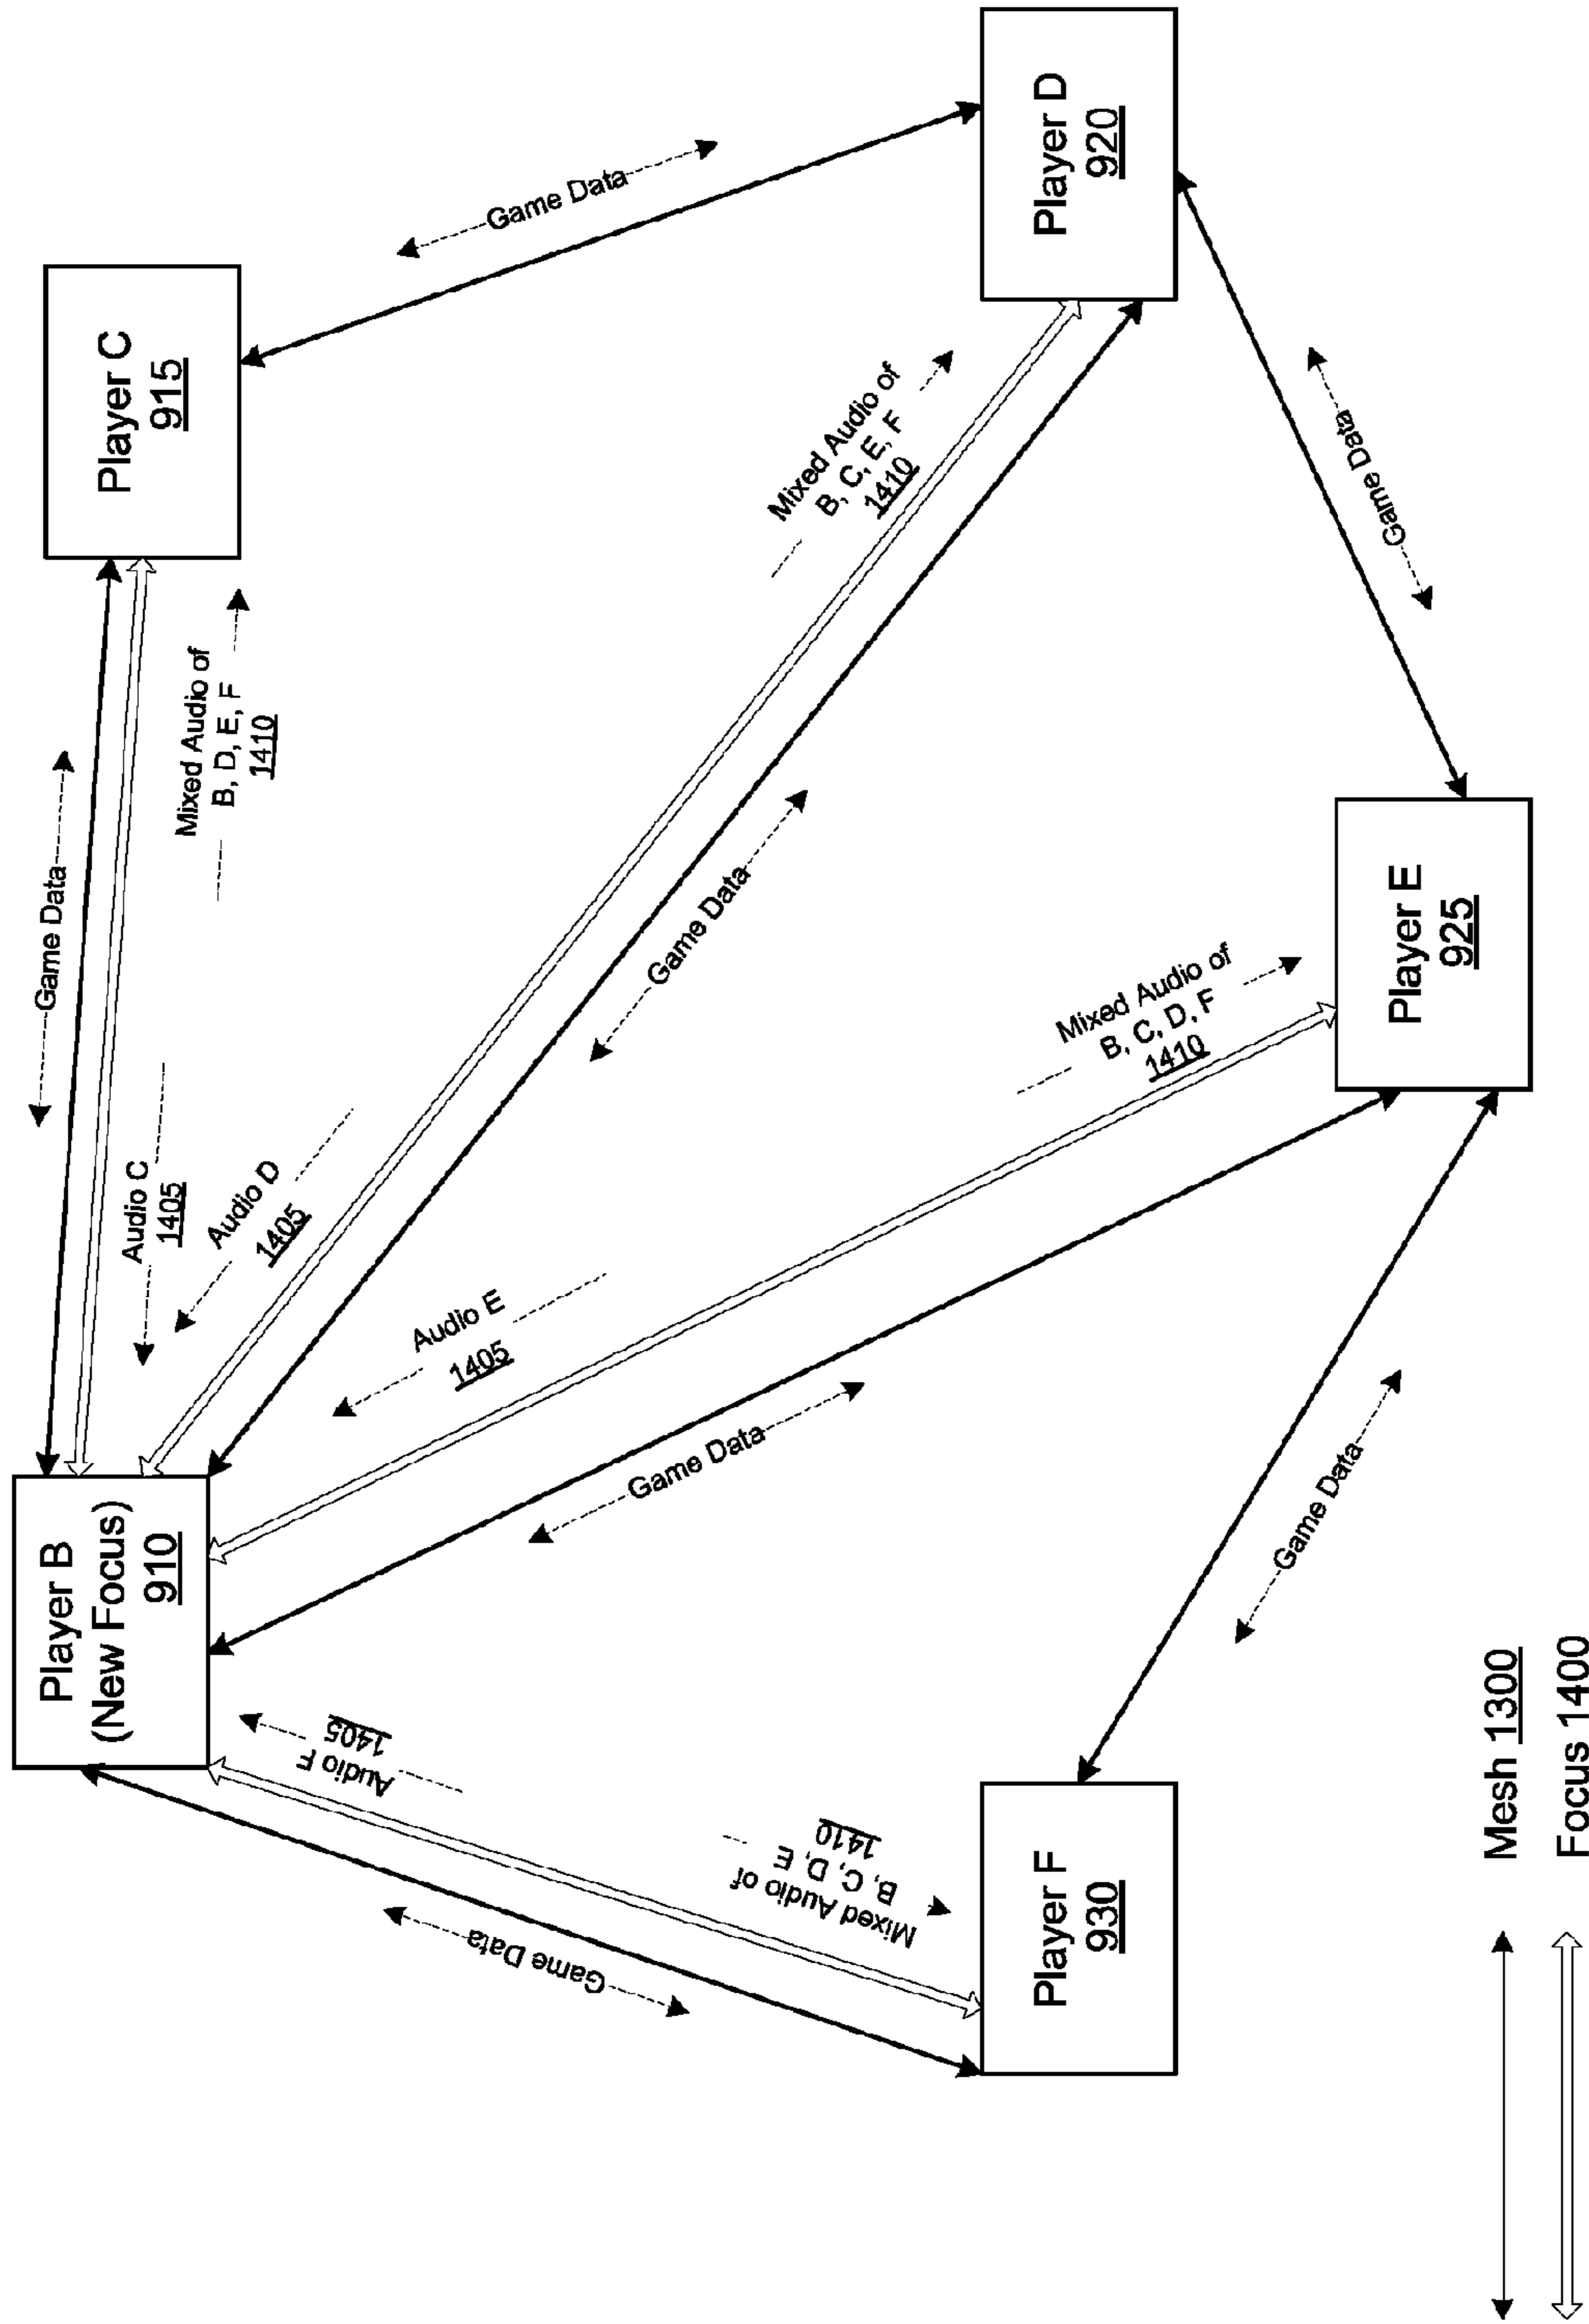 Player B
(New Focus)
910
Player C
915
Player D
920
Player E
925
Player F
930
Game Data
Audio C
1405
Mixed Audio of
B, D, E, F
1410
Game Data
Audio D
1405
Mixed Audio of
B, C, E, F
1410
Game Data
Audio E
1405
Mixed Audio of
B, C, D, F
1410
Game Data
Game Data
Audio F
1405
Mixed Audio of
B, C, D, E
1410
Game Data
Game Data
Game Data
Mesh 1300
Focus 1400